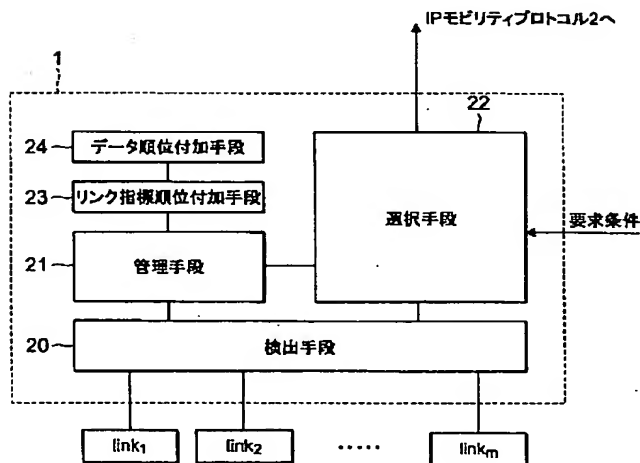 IPモビリティプロトコル2へ
1
22
24
データ順位付加手段
23
リンク指標順位付加手段
選択手段
要求条件
21
管理手段
20
検出手段
link1
link2
.....
linkm